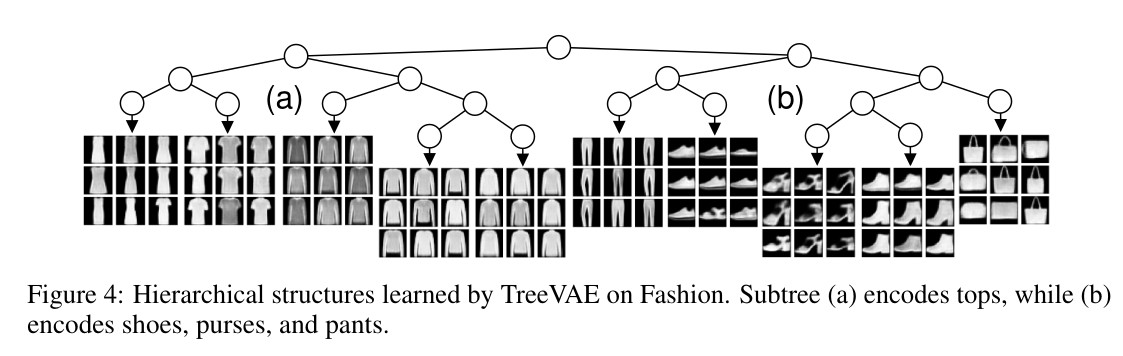 (a)
(b)
Figure 4: Hierarchical structures learned by TreeVAE on Fashion. Subtree (a) encodes tops, while (b)
encodes shoes, purses, and pants.